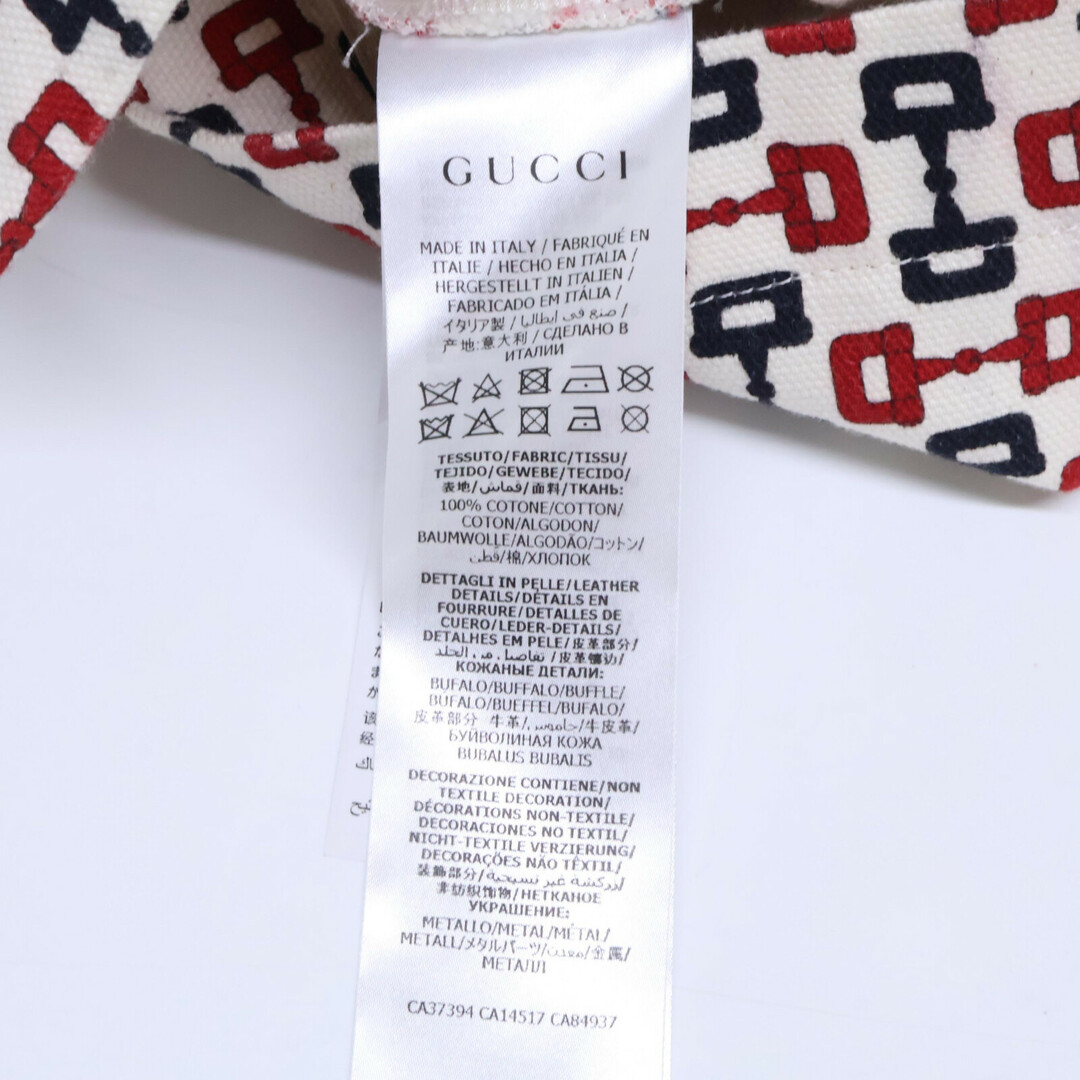 GUCCI
MADE IN ITALY / FABRIQUÉ EN
ITALIE / HECHO EN ITALIA /
HERGESTELLT IN ITALIEN /
FABRICADO EM ITÁLIA /
イタリア製 / صنع في ايطاليا /
产地:意大利 / СДЕЛАНО В
ИТАЛИИ
TESSUTO/FABRIC/TISSU/
TEJIDO/GEWEBE/TECIDO/
表地/قماش/面料/ТКАНЬ:
100% COTONE/COTTON/
COTON/ALGODON/
BAUMWOLLE/ALGODÃO/コットン/
قطن/棉/ХЛОПОК
DETTAGLI IN PELLE/LEATHER
DETAILS/DÉTAILS EN
FOURRURE/DETALLES DE
CUERO/LEDER-DETAILS/
DETALHES EM PELE/皮革部分/
تفاصيل من الجلد /皮革镶边/
КОЖАНЫЕ ДЕТАЛИ:
BUFALO/BUFFALO/BUFFLE/
BUFALO/BUEFFEL/BUFALO/
皮革部分 牛革/جاموس/牛皮革/
БУЙВОЛИНАЯ КОЖА
BUBALUS BUBALIS
DECORAZIONE CONTIENE/NON
TEXTILE DECORATION/
DÉCORATIONS NON-TEXTILE/
DECORACIONES NO TEXTIL/
NICHT-TEXTILE VERZIERUNG/
DECORAÇÕES NÃO TÊXTIL/
装飾部分/زركشة غير نسيجية/
非纺织饰物/НЕТКАНОЕ
УКРАШЕНИЕ:
METALLO/METAL/MÉTAL/
METALL/メタルパーツ/معدن/金属/
МЕТАЛЛ
CA37394 CA14517 CA84937